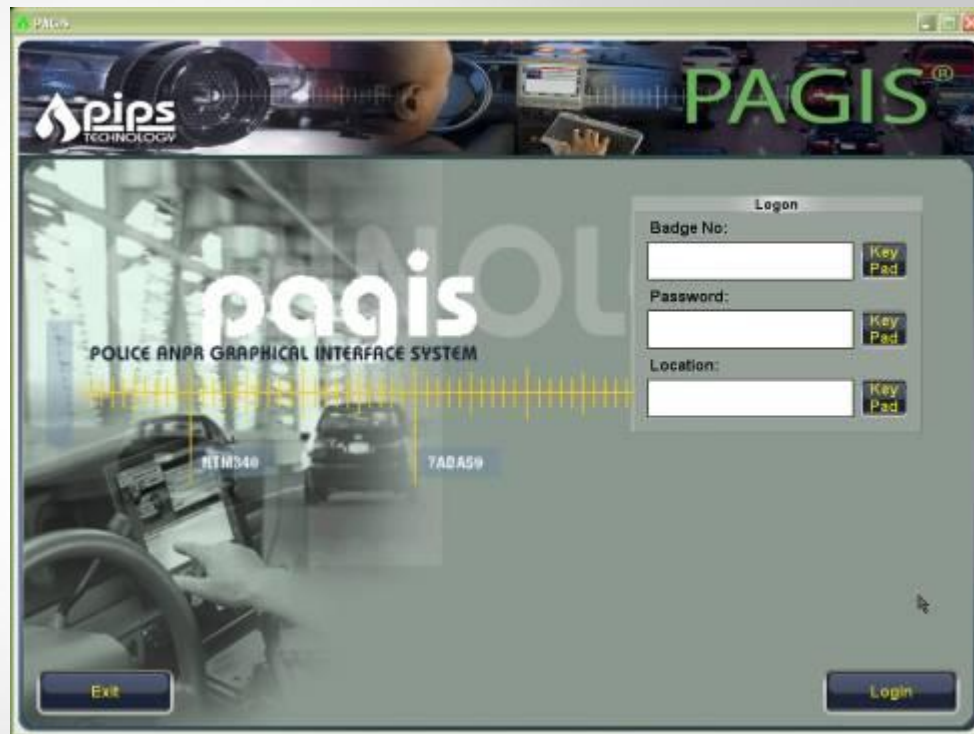 PAGIS
pips
TECHNOLOGY
PAGIS®
Logon
Badge No:
Key
Pad
Password:
Key
Pad
Location:
Key
Pad
NOL
pagis
POLICE ANPR GRAPHICAL INTERFACE SYSTEM
7ADA59
Exit
Login